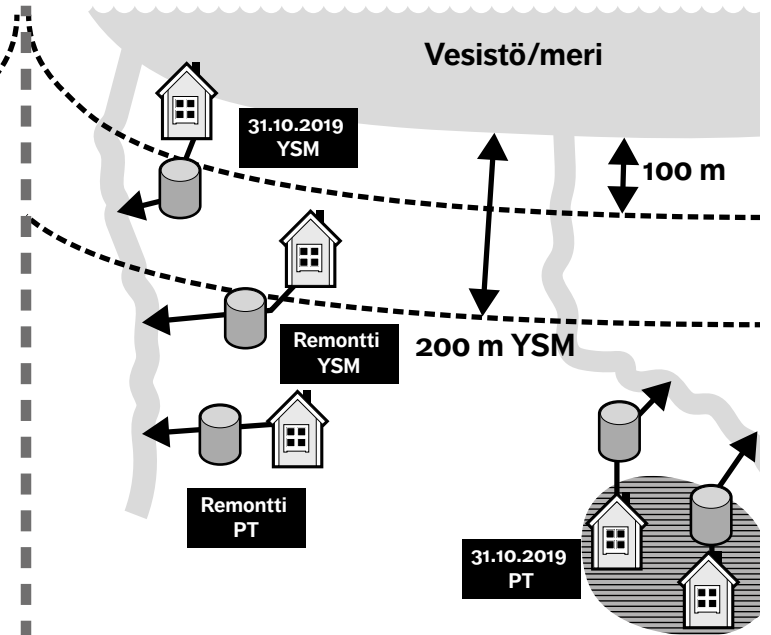 Vesistö/meri
31.10.2019
YSM
100 m
Remontti
YSM
200 m YSM
Remontti
PT
31.10.2019
PT